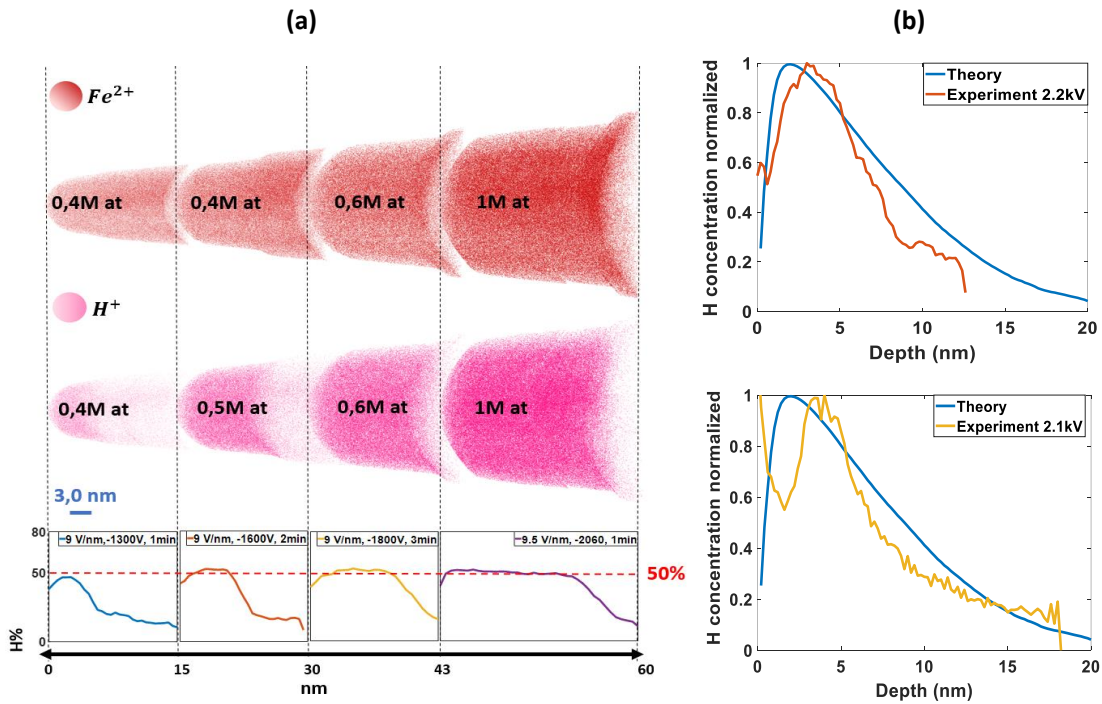 (a)
(b)
Fe²⁺
0,4M at
0,4M at
0,6M at
1M at
H⁺
0,4M at
0,5M at
0,6M at
1M at
3,0 nm
80
50
0
H%
9 V/nm,-1300V, 1min
9 V/nm,-1600V, 2min
9 V/nm,-1800V, 3min
9.5 V/nm,-2060, 1min
50%
0
15
30
43
60
nm
H concentration normalized
1
0.8
0.6
0.4
0.2
0
Theory
Experiment 2.2kV
0
5
10
15
20
Depth (nm)
H concentration normalized
1
0.8
0.6
0.4
0.2
0
Theory
Experiment 2.1kV
0
5
10
15
20
Depth (nm)